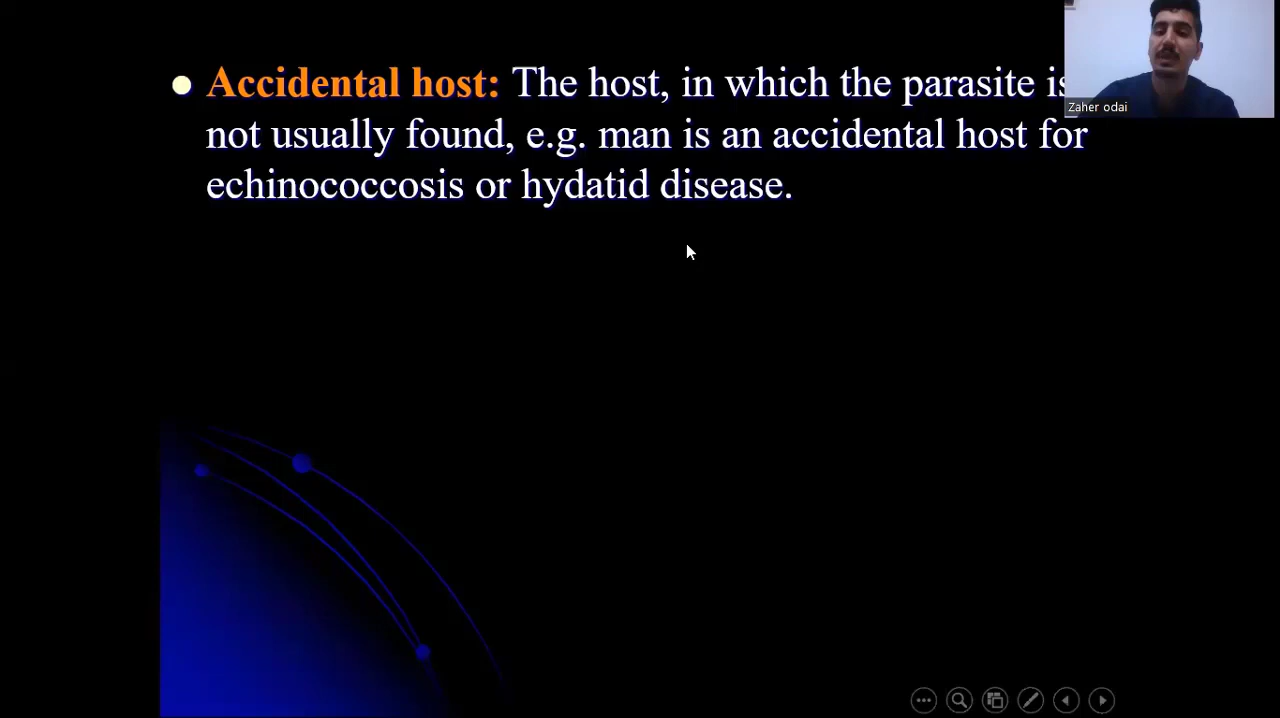 Accidental host: The host, in which the parasite is
not usually found, e.g. man is an accidental host for
echinococcosis or hydatid disease.
Zaher odai